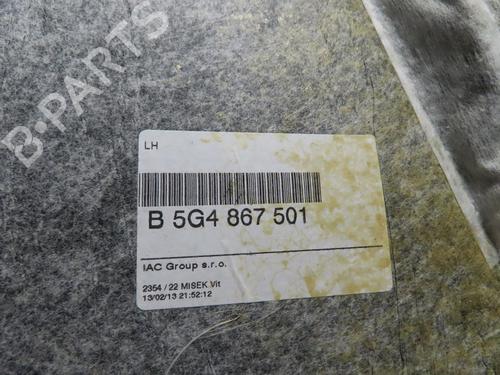 B-PARTS
LH
B 5G4 867 501
IAC Group s.r.o.
2354 / 22 MISEK Vit
13/02/13 21:52:12